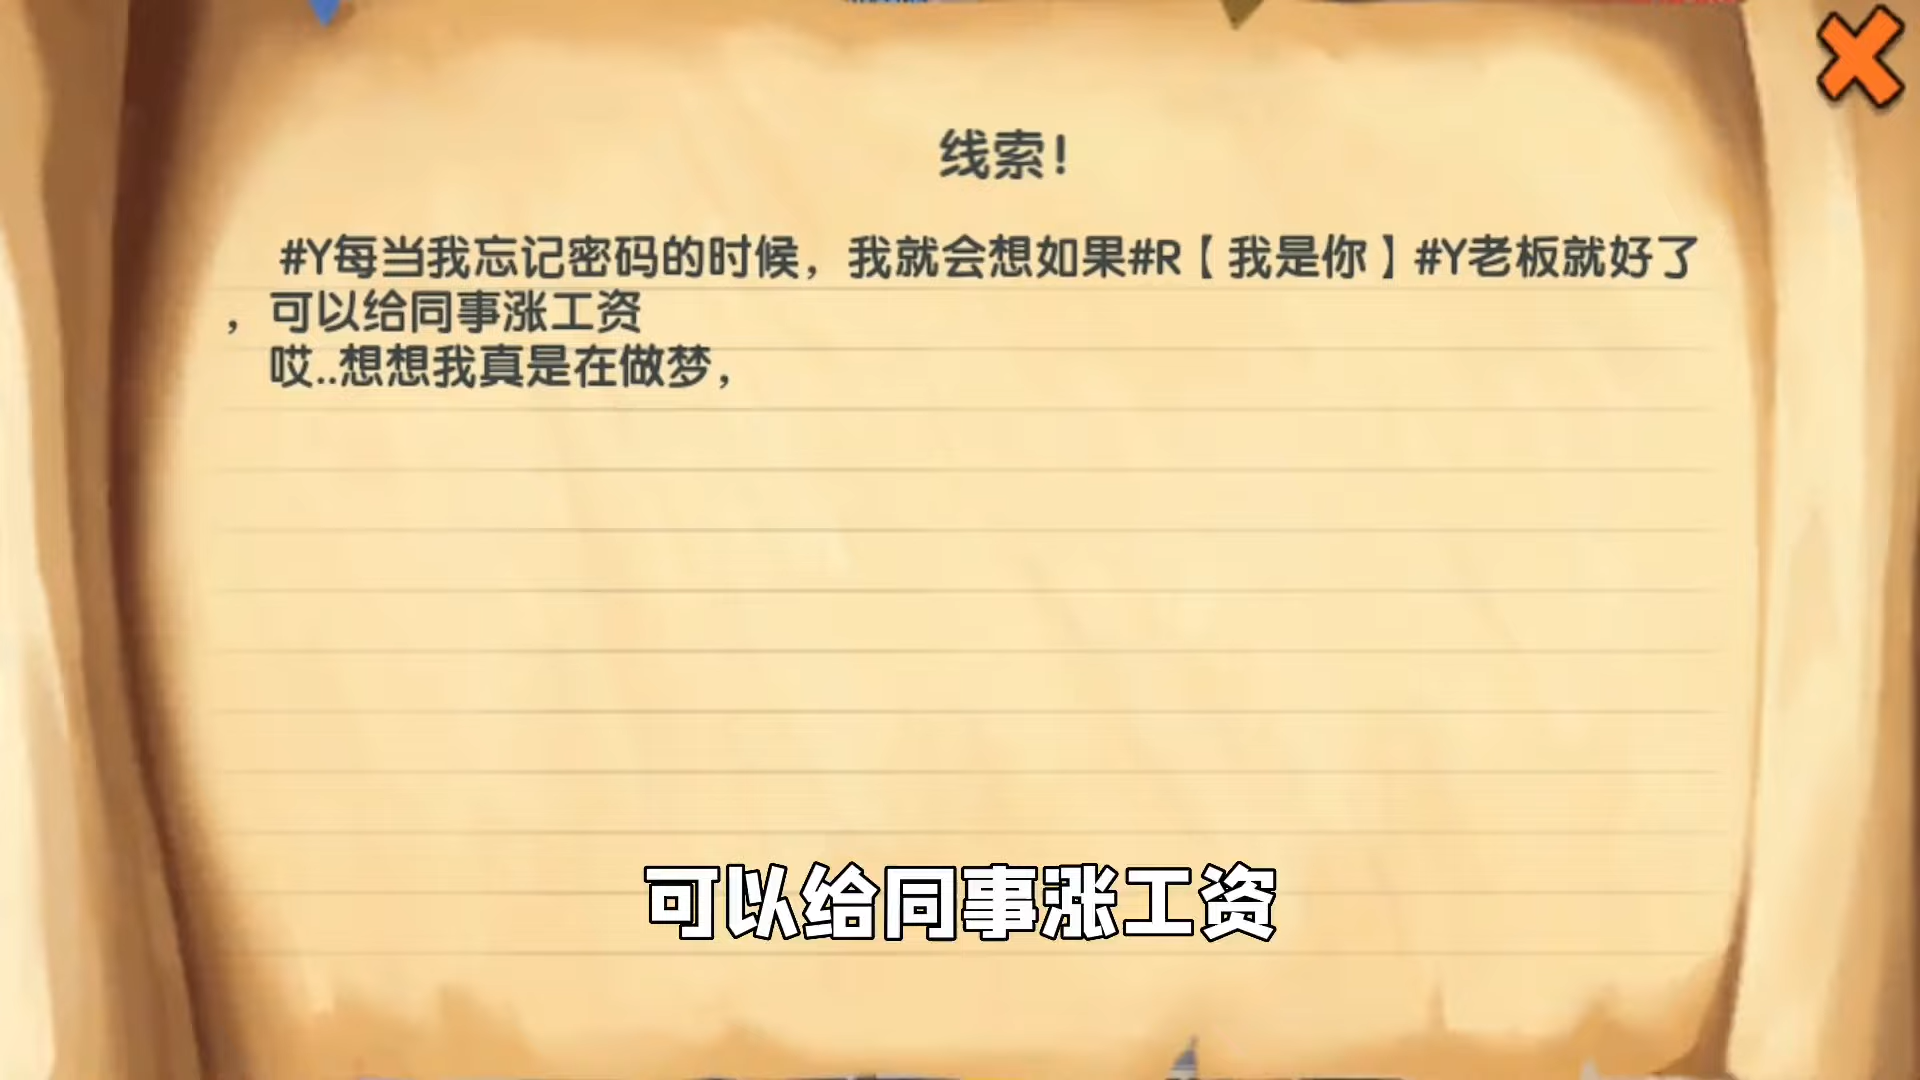 线索！
#Y每当我忘记密码的时候，我就会想如果#R【我是你】#Y老板就好了
，可以给同事涨工资
哎..想想我真是在做梦，
可以给同事涨工资